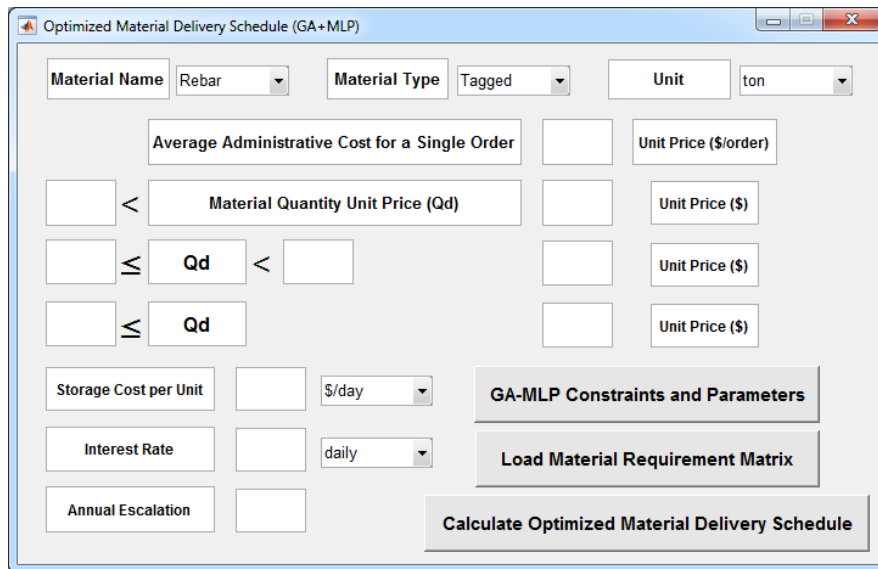 Optimized Material Delivery Schedule (GA+MLP)
Material Name Rebar Material Type Tagged Unit ton
Average Administrative Cost for a Single Order Unit Price ($/order)
< Material Quantity Unit Price (Qd) Unit Price ($)
≤ Qd < Unit Price ($)
≤ Qd Unit Price ($)
Storage Cost per Unit $/day GA-MLP Constraints and Parameters
Interest Rate daily Load Material Requirement Matrix
Annual Escalation Calculate Optimized Material Delivery Schedule